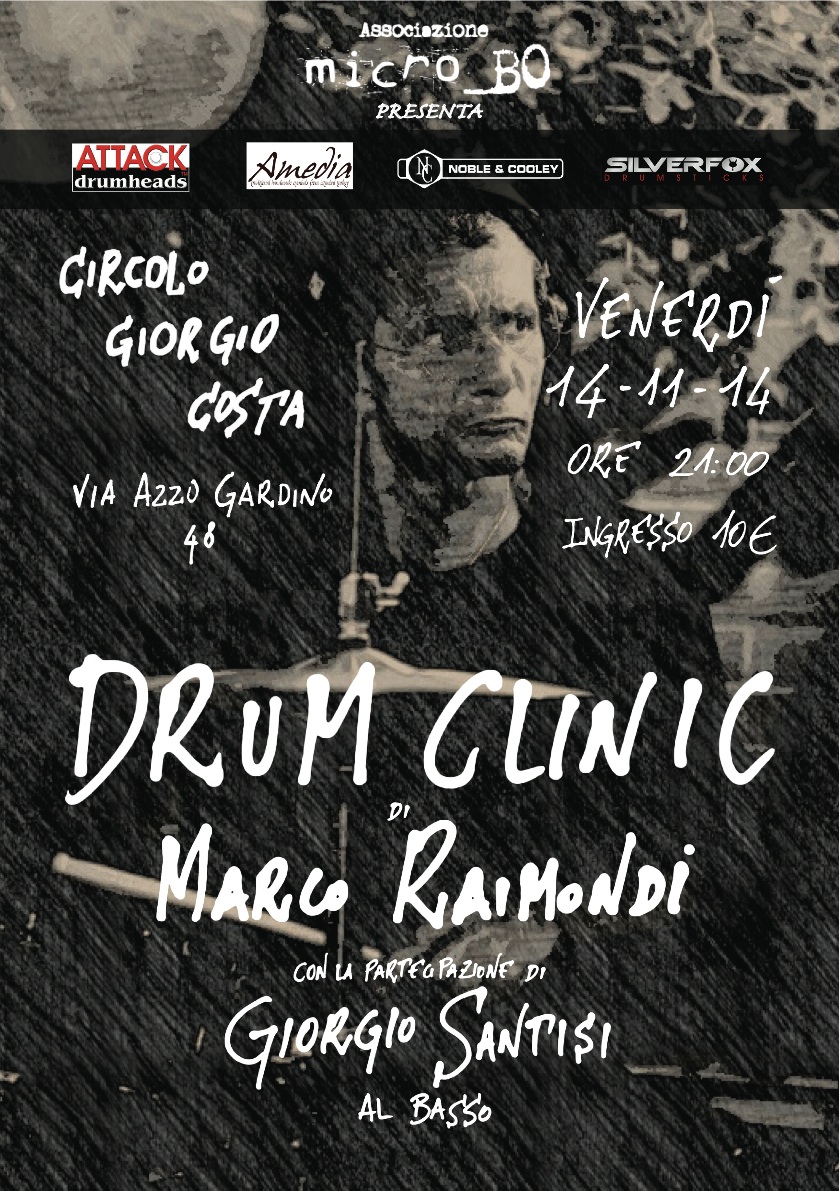 Associazione
micro_BO
PRESENTA
ATTACK
drumheads
Amedia
NC
NOBLE & COOLEY
SILVERFOX
DRUMSTICKS
CIRCOLO
GIORGIO
COSTA
VIA AZZO GARDINO
48
VENERDÌ
14-11-14
ORE 21:00
INGRESSO 10€
DRUM CLINIC
DI
MARCO RAIMONDI
CON LA PARTECIPAZIONE DI
GIORGIO SANTISI
AL BASSO